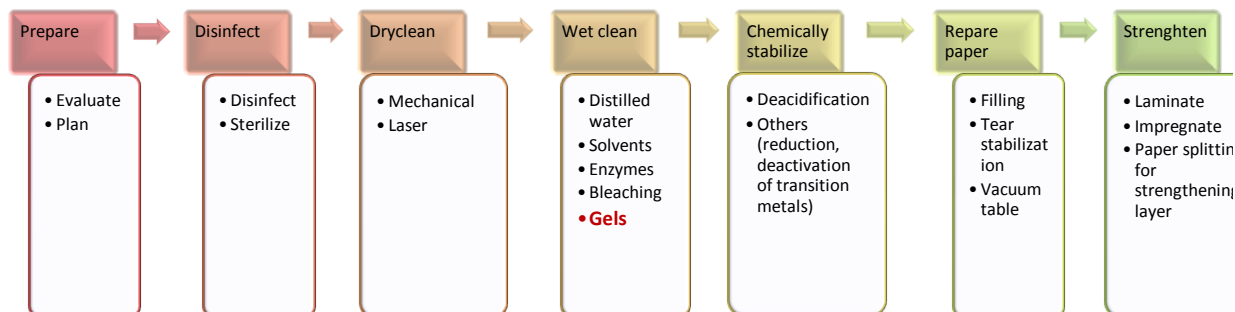 Prepare
• Evaluate
• Plan
Disinfect
• Disinfect
• Sterilize
Dryclean
• Mechanical
• Laser
Wet clean
• Distilled
water
• Solvents
• Enzymes
• Bleaching
• Gels
Chemically
stabilize
• Deacidification
• Others
(reduction,
deactivation
of transition
metals)
Repare
paper
• Filling
• Tear
stabilizat
ion
• Vacuum
table
Strenghten
• Laminate
• Impregnate
• Paper splittin
for
strengthening
layer